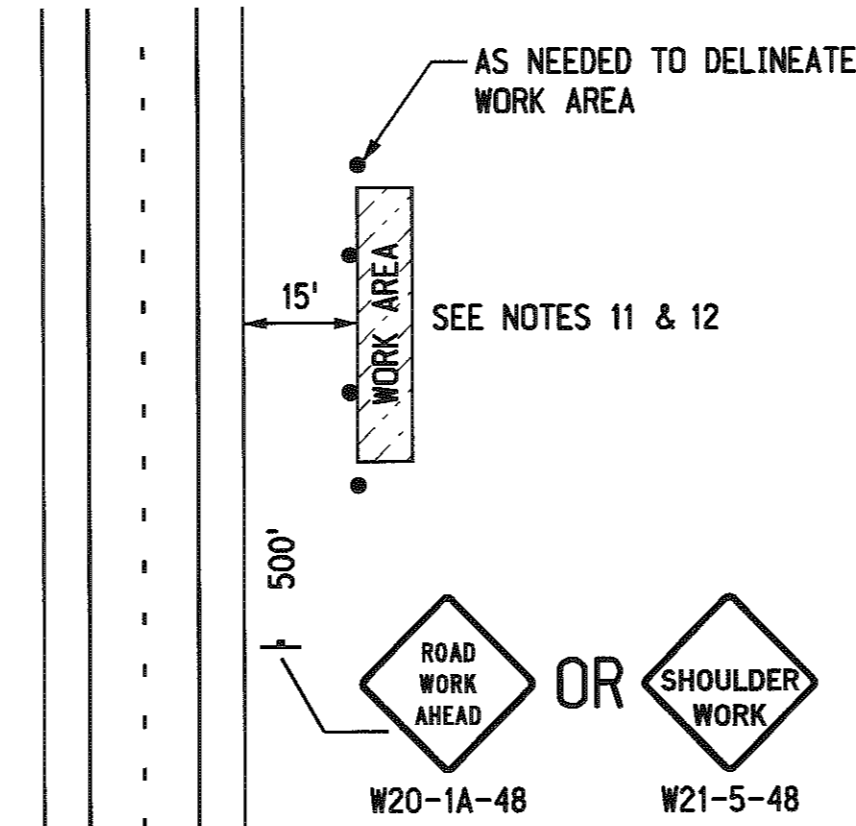 AS NEEDED TO DELINEATE
WORK AREA
15'
WORK AREA
SEE NOTES 11 & 12
500'
ROAD
WORK
AHEAD
OR
SHOULDER
WORK
W20-1A-48
W21-5-48